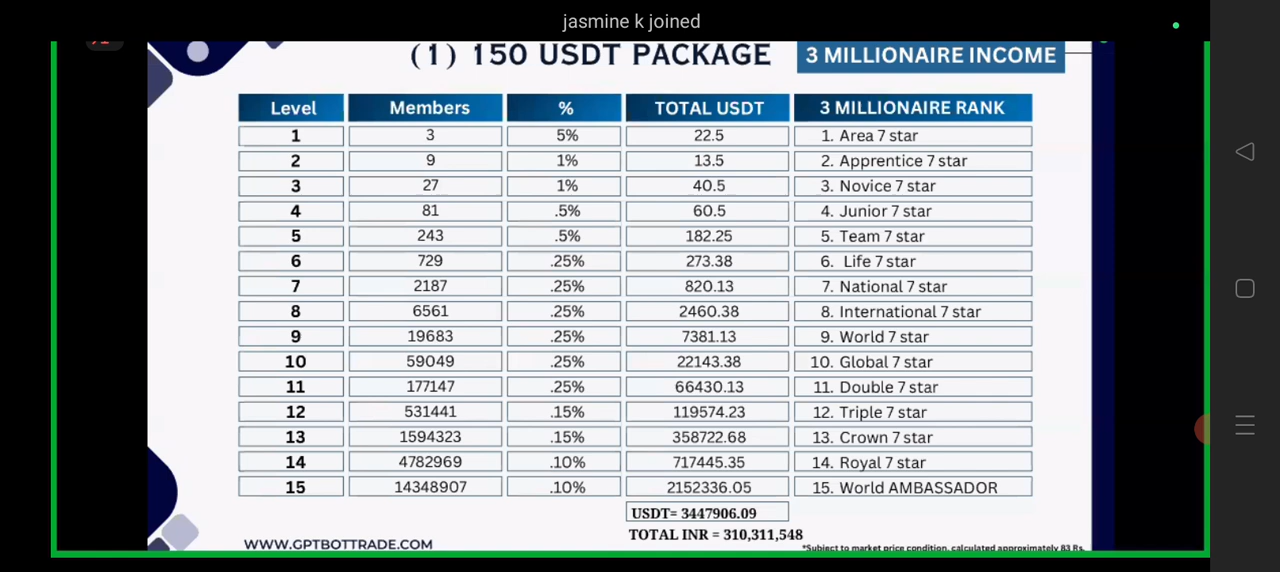 jasmine k joined
(1) 150 USDT PACKAGE 3 MILLIONAIRE INCOME
Level Members % TOTAL USDT 3 MILLIONAIRE RANK
1 3 5% 22.5 1. Area 7 star
2 9 1% 13.5 2. Apprentice 7 star
3 27 1% 40.5 3. Novice 7 star
4 81 .5% 60.5 4. Junior 7 star
5 243 .5% 182.25 5. Team 7 star
6 729 .25% 273.38 6. Life 7 star
7 2187 .25% 820.13 7. National 7 star
8 6561 .25% 2460.38 8. International 7 star
9 19683 .25% 7381.13 9. World 7 star
10 59049 .25% 22143.38 10. Global 7 star
11 177147 .25% 66430.13 11. Double 7 star
12 531441 .15% 119574.23 12. Triple 7 star
13 1594323 .15% 358722.68 13. Crown 7 star
14 4782969 .10% 717445.35 14. Royal 7 star
15 14348907 .10% 2152336.05 15. World AMBASSADOR
USDT= 3447906.09
TOTAL INR = 310,311,548
WWW.GPTBOTTRADE.COM
*Subject to market price condition, calculated approximately 83 Rs.